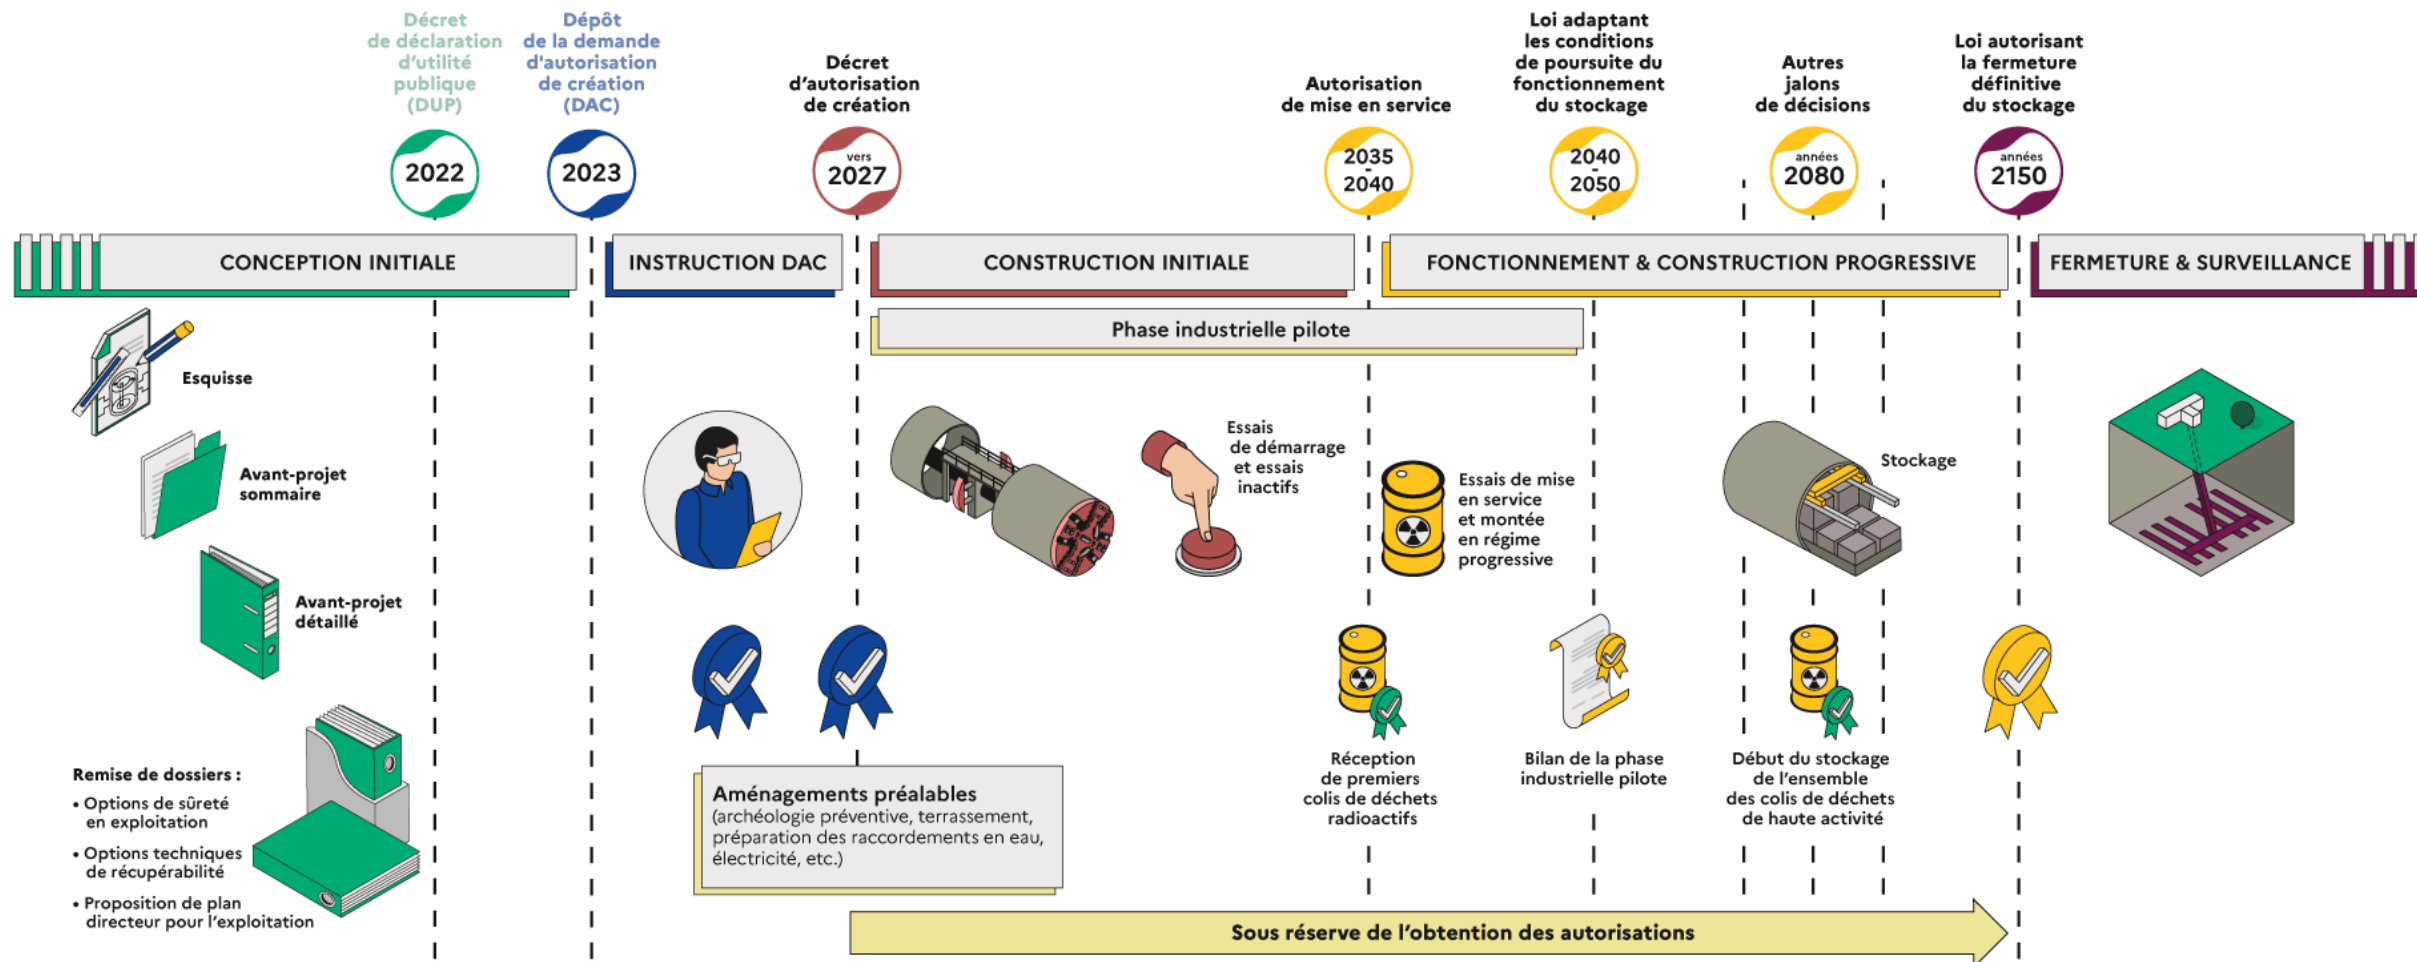 Décret
de déclaration
d'utilité
publique
(DUP)
2022
Dépôt
de la demande
d'autorisation
de création
(DAC)
2023
Décret
d'autorisation
de création
vers
2027
Autorisation
de mise en service
2035
-
2040
Loi adaptant
les conditions
de poursuite du
fonctionnement
du stockage
2040
-
2050
Autres
jalons
de décisions
années
2080
Loi autorisant
la fermeture
définitive
du stockage
années
2150
CONCEPTION INITIALE
INSTRUCTION DAC
CONSTRUCTION INITIALE
FONCTIONNEMENT & CONSTRUCTION PROGRESSIVE
FERMETURE & SURVEILLANCE
Phase industrielle pilote
Esquisse
Avant-projet
sommaire
Avant-projet
détaillé
Remise de dossiers :
• Options de sûreté
en exploitation
• Options techniques
de récupérabilité
• Proposition de plan
directeur pour l'exploitation
Aménagements préalables
(archéologie préventive, terrassement,
préparation des raccordements en eau,
électricité, etc.)
Essais
de démarrage
et essais
inactifs
Essais de mise
en service
et montée
en régime
progressive
Stockage
Réception
de premiers
colis de déchets
radioactifs
Bilan de la phase
industrielle pilote
Début du stockage
de l'ensemble
des colis de déchets
de haute activité
Sous réserve de l'obtention des autorisations